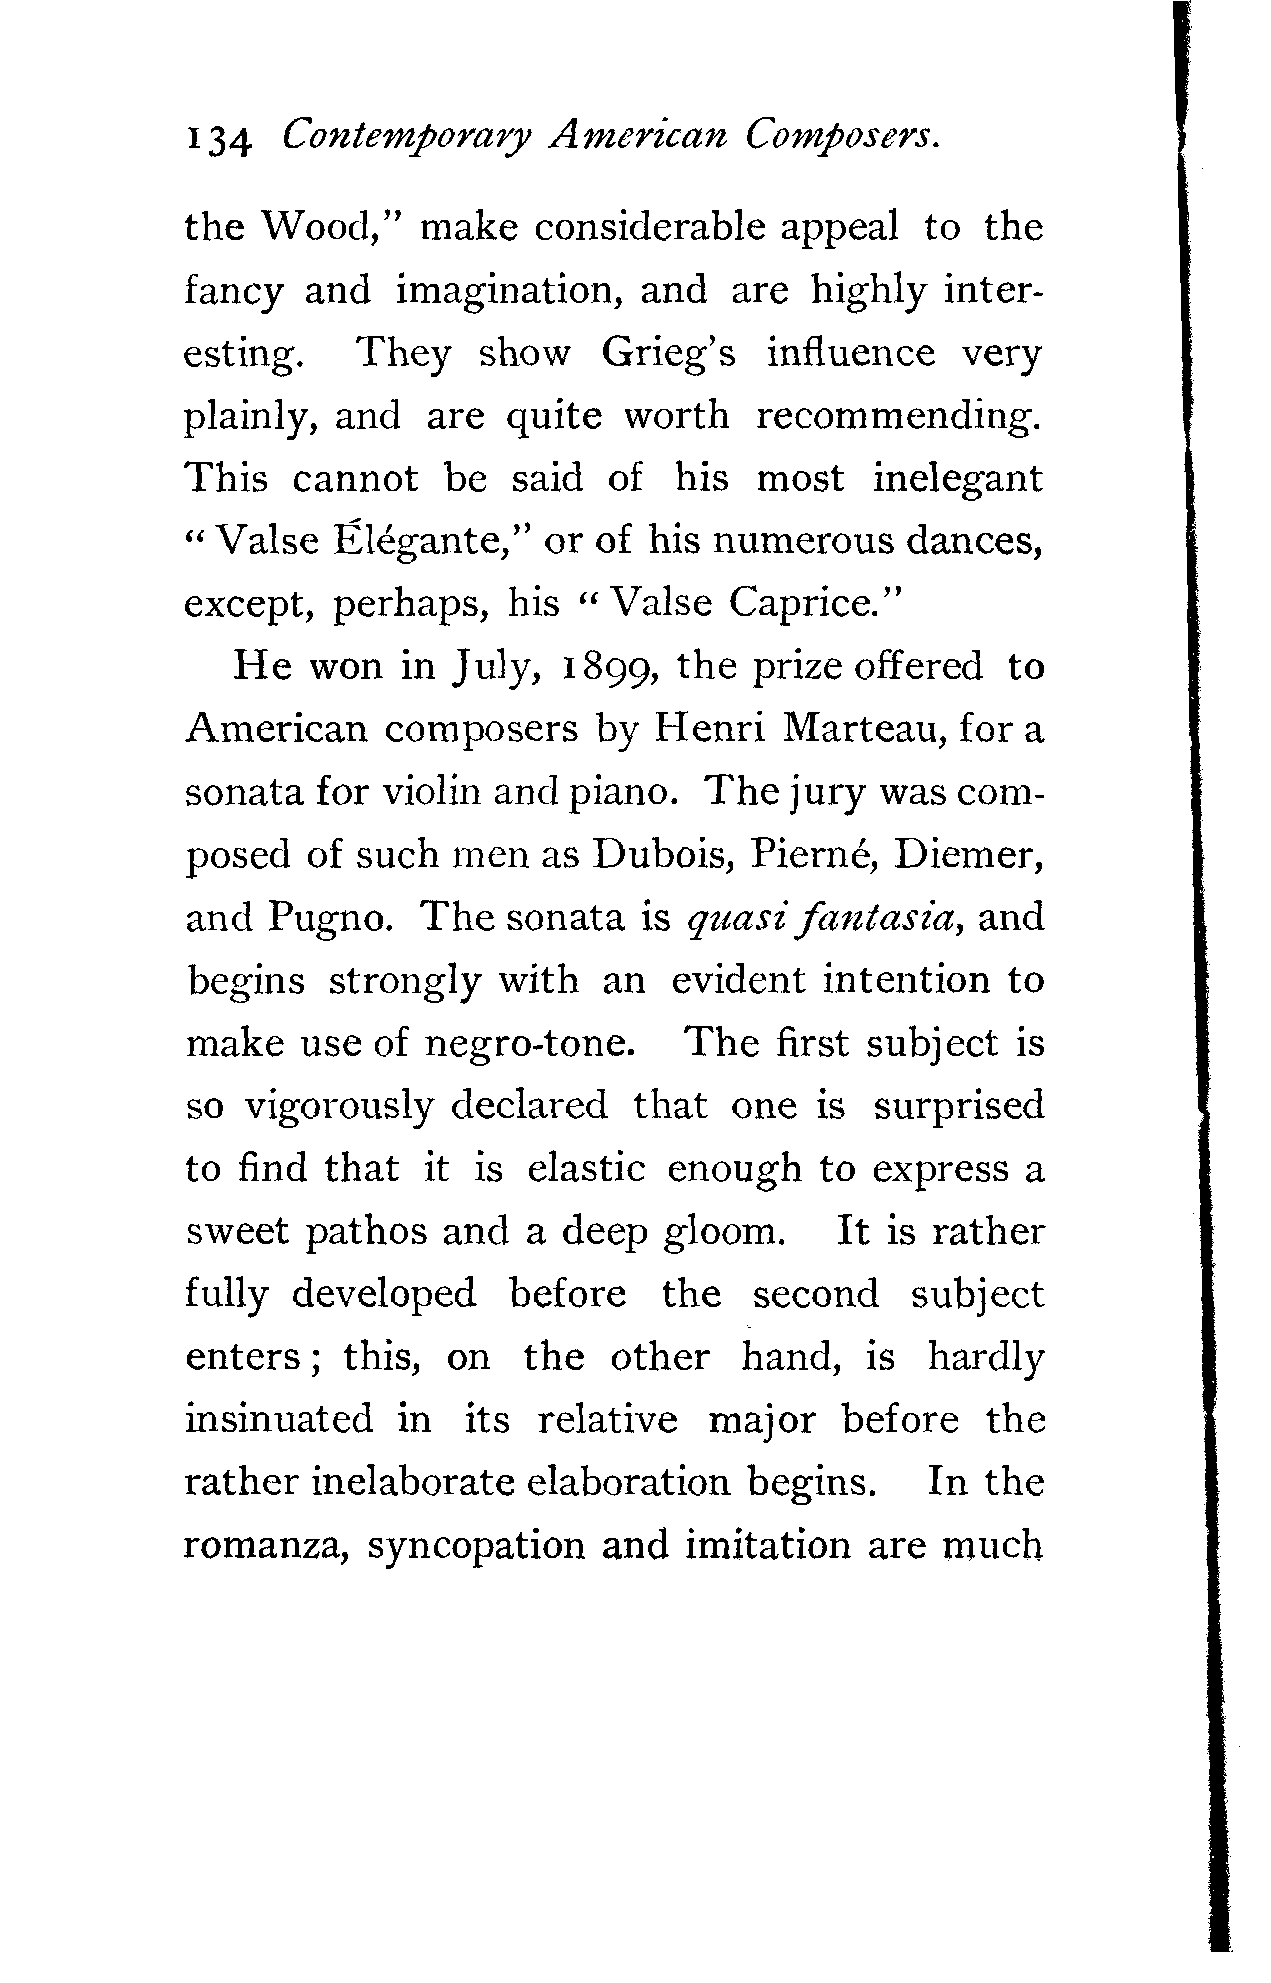 134 Contemporary American Composers.
the Wood,” make considerable appeal to the
fancy and imagination, and are highly inter-
esting. They show Grieg’s influence very
plainly, and are quite worth recommending.
This cannot be said of his most inelegant
“ Valse Élégante,” or of his numerous dances,
except, perhaps, his “ Valse Caprice.”
He won in July, 1899, the prize offered to
American composers by Henri Marteau, for a
sonata for violin and piano. The jury was com-
posed of such men as Dubois, Pierné, Diemer,
and Pugno. The sonata is quasi fantasia, and
begins strongly with an evident intention to
make use of negro-tone. The first subject is
so vigorously declared that one is surprised
to find that it is elastic enough to express a
sweet pathos and a deep gloom. It is rather
fully developed before the second subject
enters ; this, on the other hand, is hardly
insinuated in its relative major before the
rather inelaborate elaboration begins. In the
romanza, syncopation and imitation are much